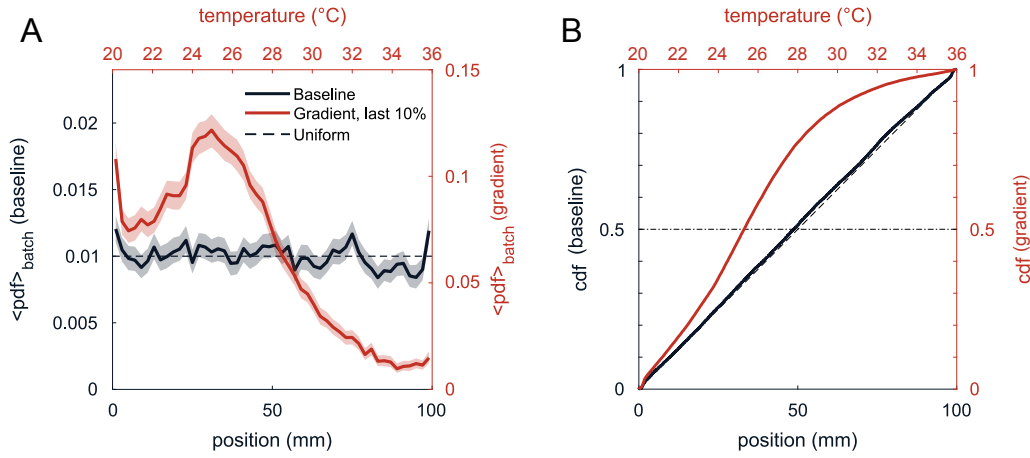 A
temperature (°C)
20 22 24 26 28 30 32 34 36
<pdf>batch (baseline)
0.02
0.015
0.01
0.005
0
0.15
0.1
0.05
0
<pdf>batch (gradient)
Baseline
Gradient, last 10%
Uniform
0 50 100
position (mm)
B
temperature (°C)
20 22 24 26 28 30 32 34 36
cdf (baseline)
1
0.5
0
1
0.5
0
cdf (gradient)
0 50 100
position (mm)